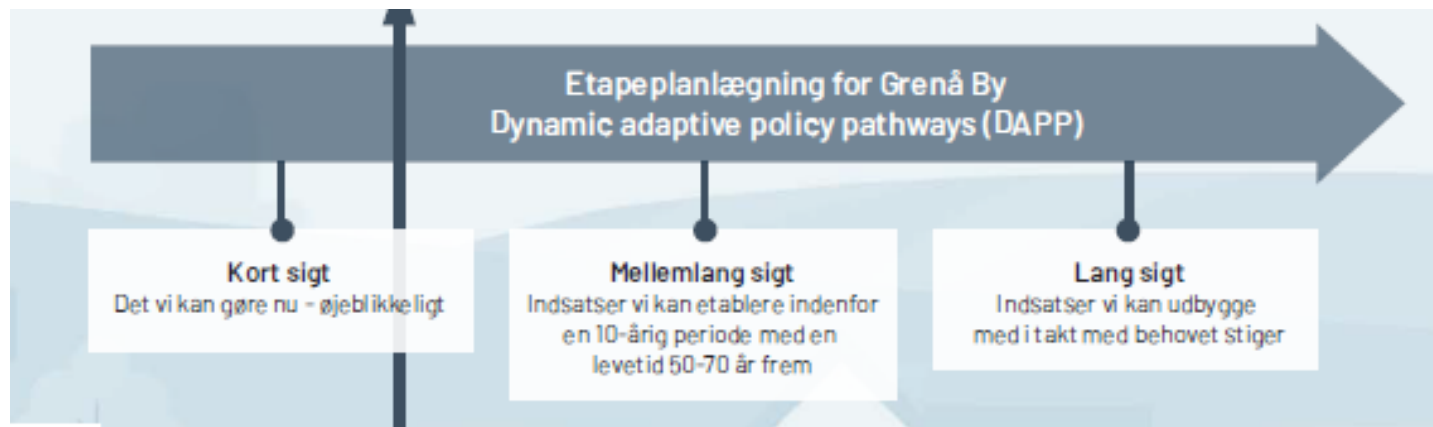 Etapeplanlægning for Grenå By
Dynamic adaptive policy pathways (DAPP)
Kort sigt
Det vi kan gøre nu - øjeblikkeligt
Mellemlang sigt
Indsatser vi kan etablere indenfor
en 10-årig periode med en
levetid 50-70 år frem
Lang sigt
Indsatser vi kan udbygge
med i takt med behovet stiger